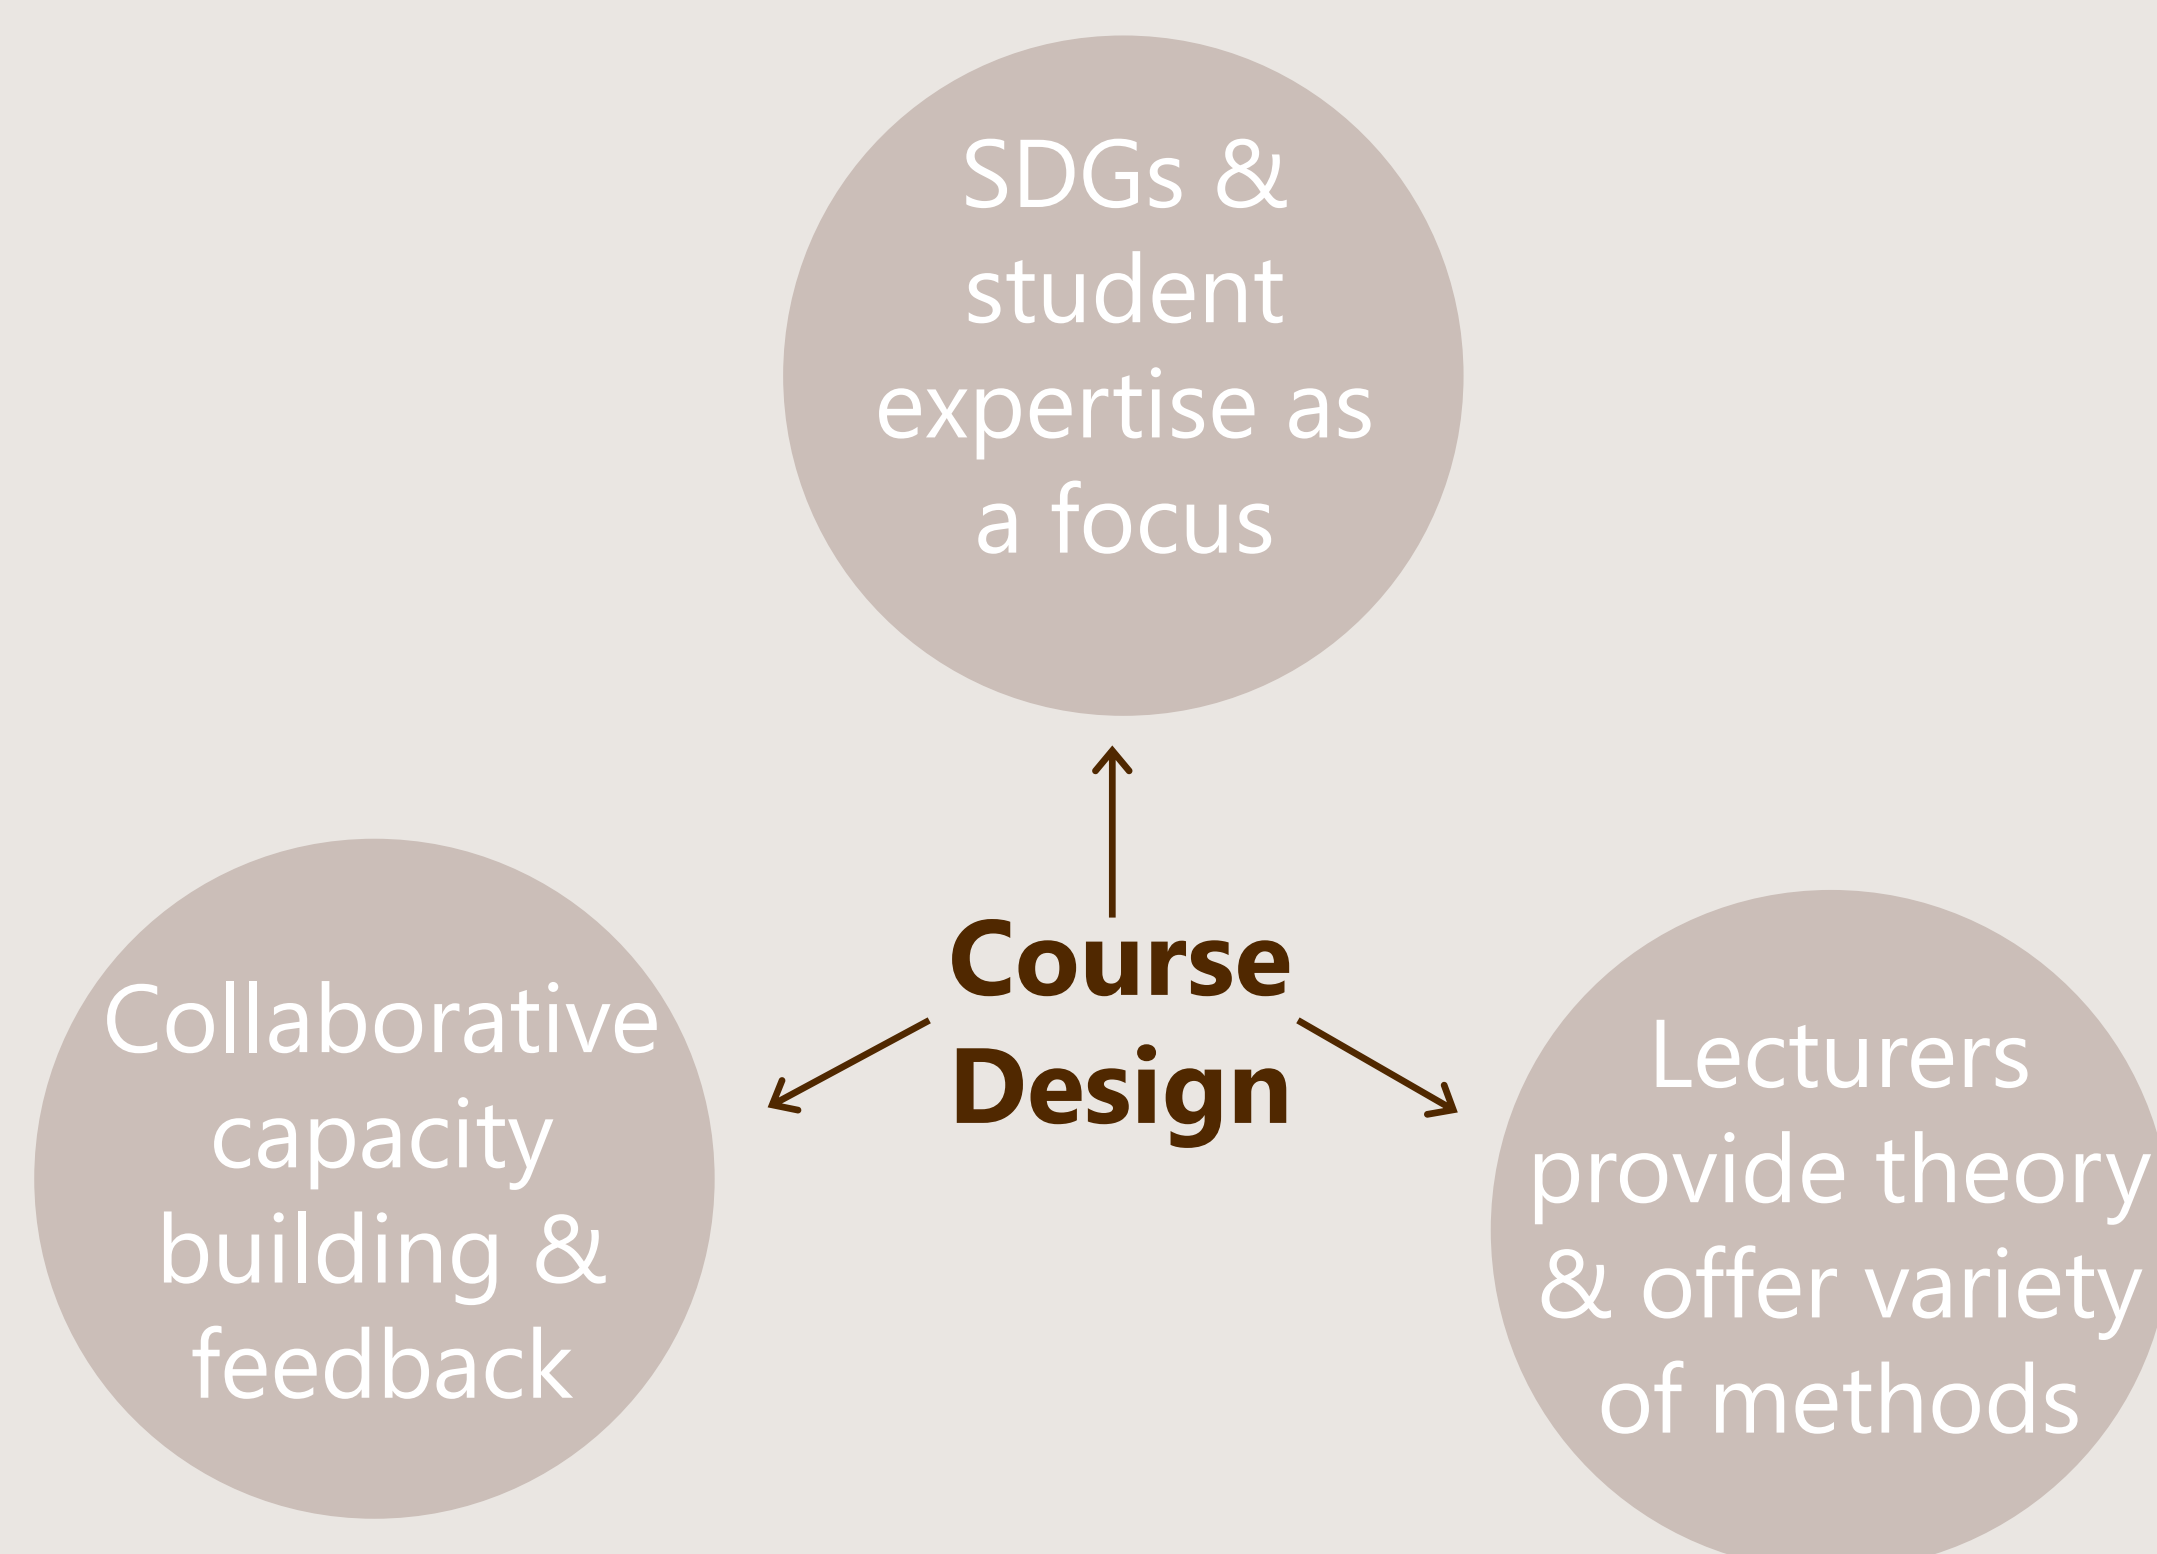 SDGs &
student
expertise as
a focus
Course
Design
Collaborative
capacity
building &
feedback
Lecturers
provide theory
& offer variety
of methods